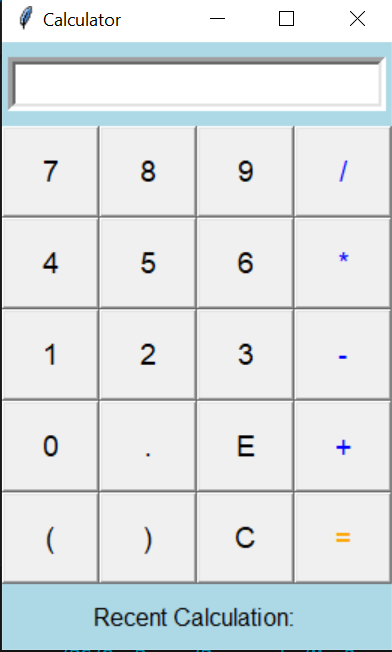 Calculator
7 8 9 /
4 5 6 *
1 2 3 -
0 . E +
( ) C =
Recent Calculation: